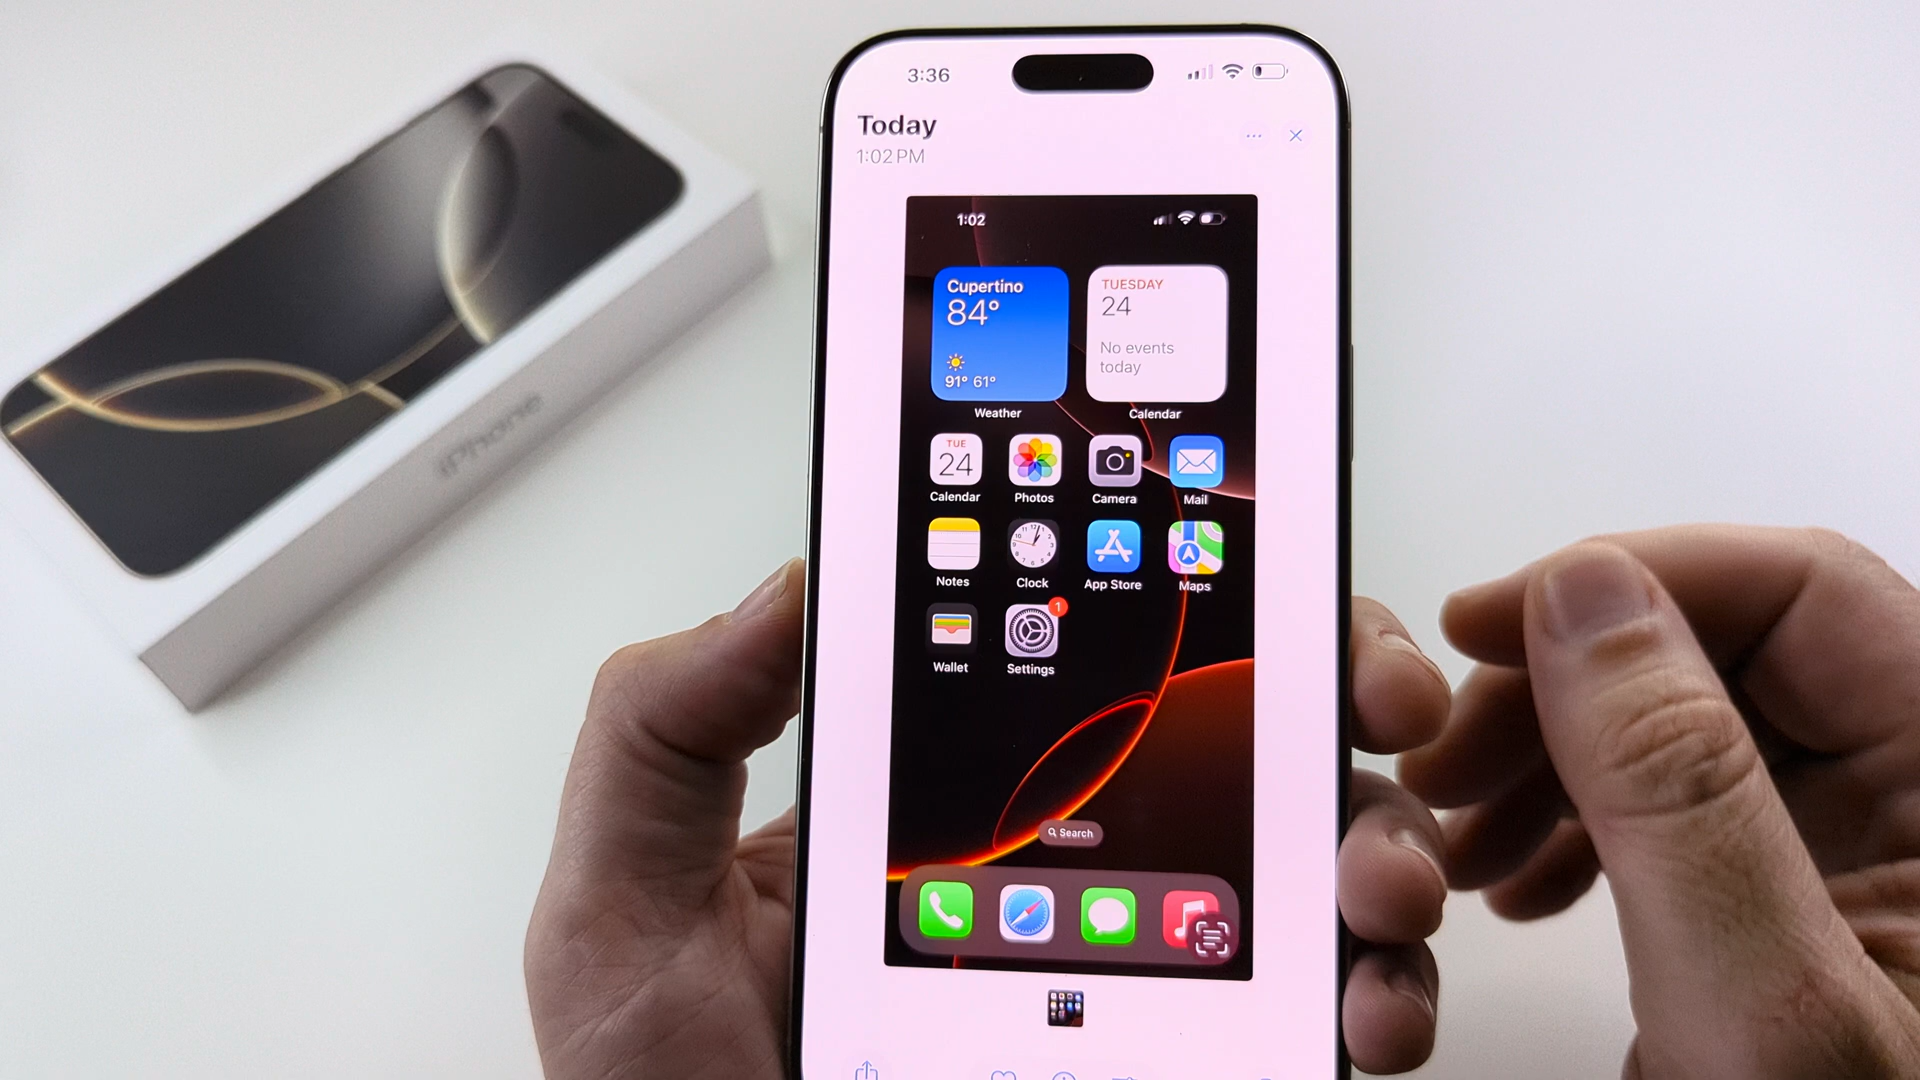 iPhone
3:36
Today
1:02 PM
1:02
Cupertino
84°
91° 61°
Weather
TUESDAY
24
No events
today
Calendar
TUE
24
Calendar
Photos
Camera
Mail
Notes
Clock
App Store
Maps
Wallet
1
Settings
Search